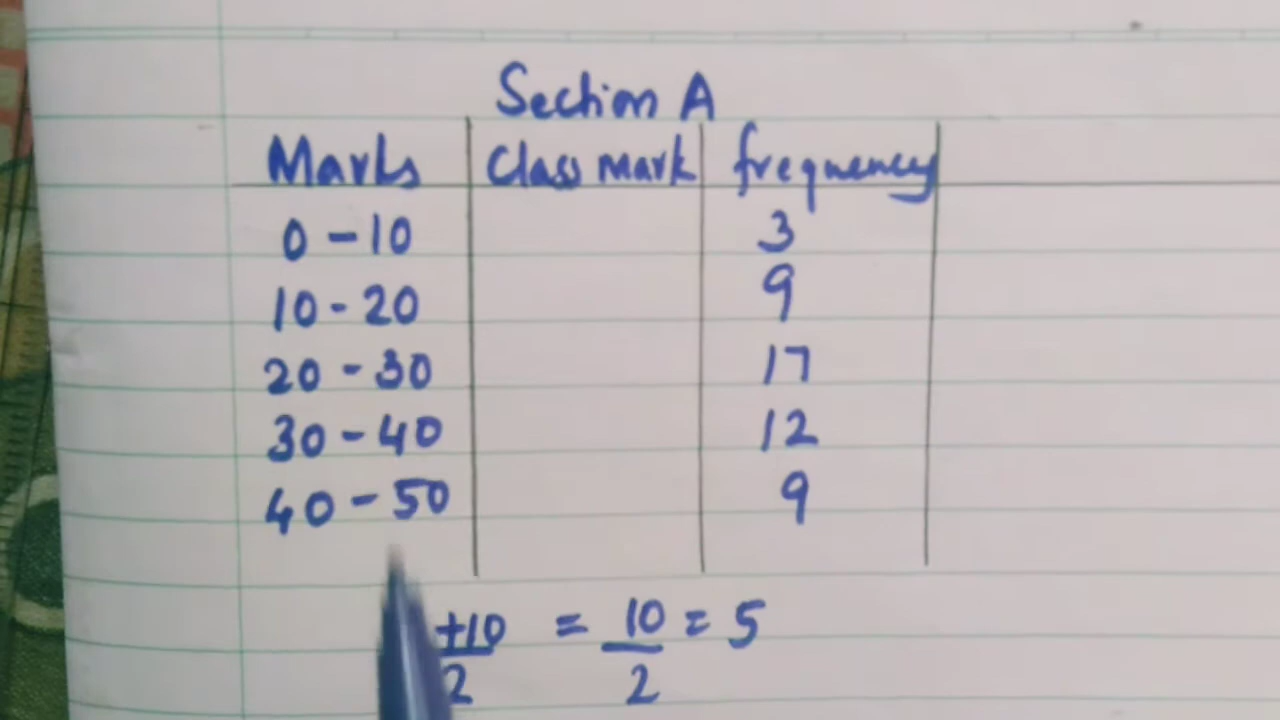 Section A
Marks Class mark frequency
0 - 10 3
10 - 20 9
20 - 30 17
30 - 40 12
40 - 50 9
+10 = 10 = 5
2 2